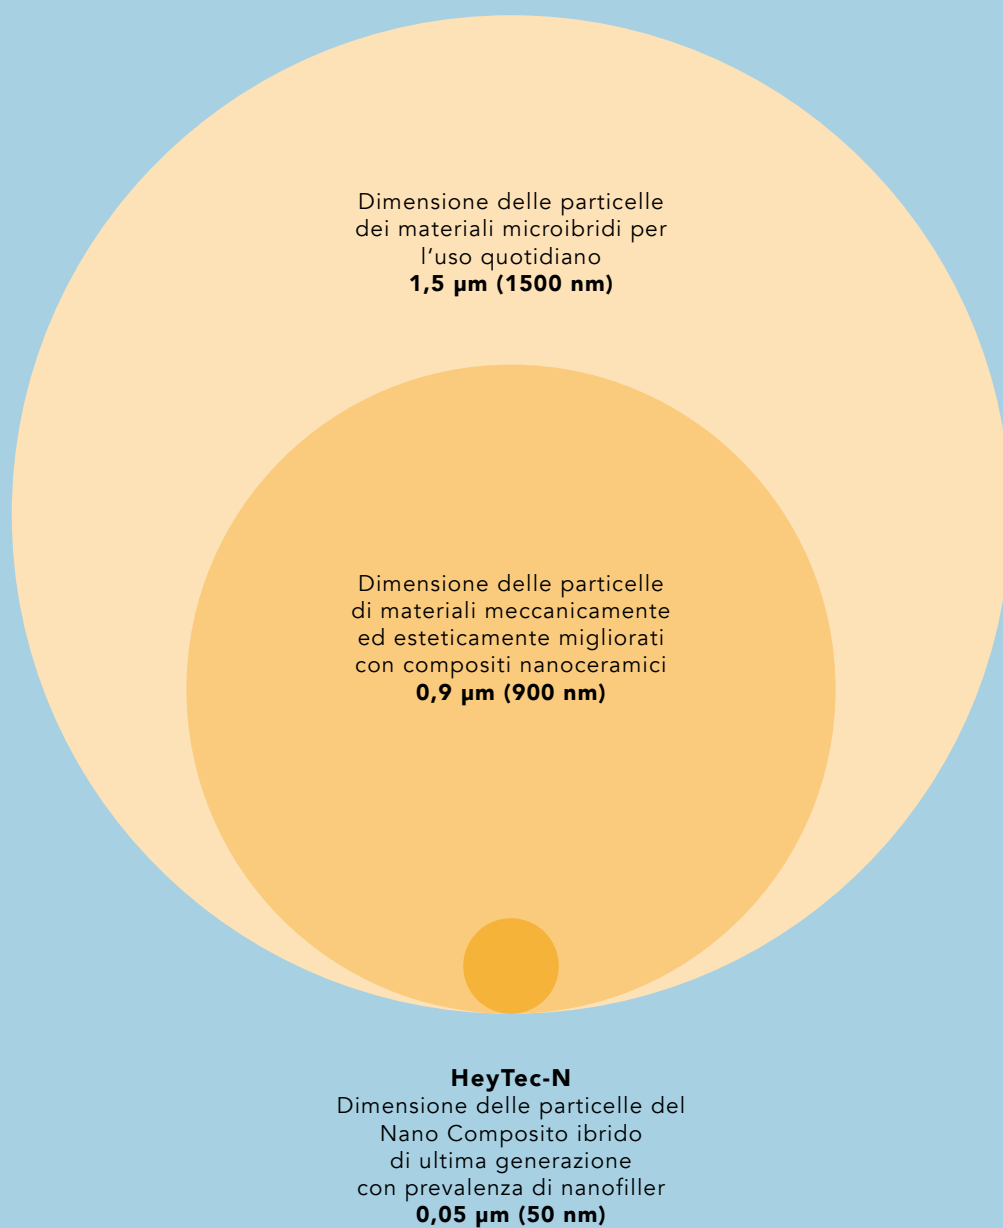 Dimensione delle particelle
dei materiali microibridi per
l'uso quotidiano
1,5 µm (1500 nm)
Dimensione delle particelle
di materiali meccanicamente
ed esteticamente migliorati
con compositi nanoceramici
0,9 µm (900 nm)
HeyTec-N
Dimensione delle particelle del
Nano Composito ibrido
di ultima generazione
con prevalenza di nanofiller
0,05 µm (50 nm)